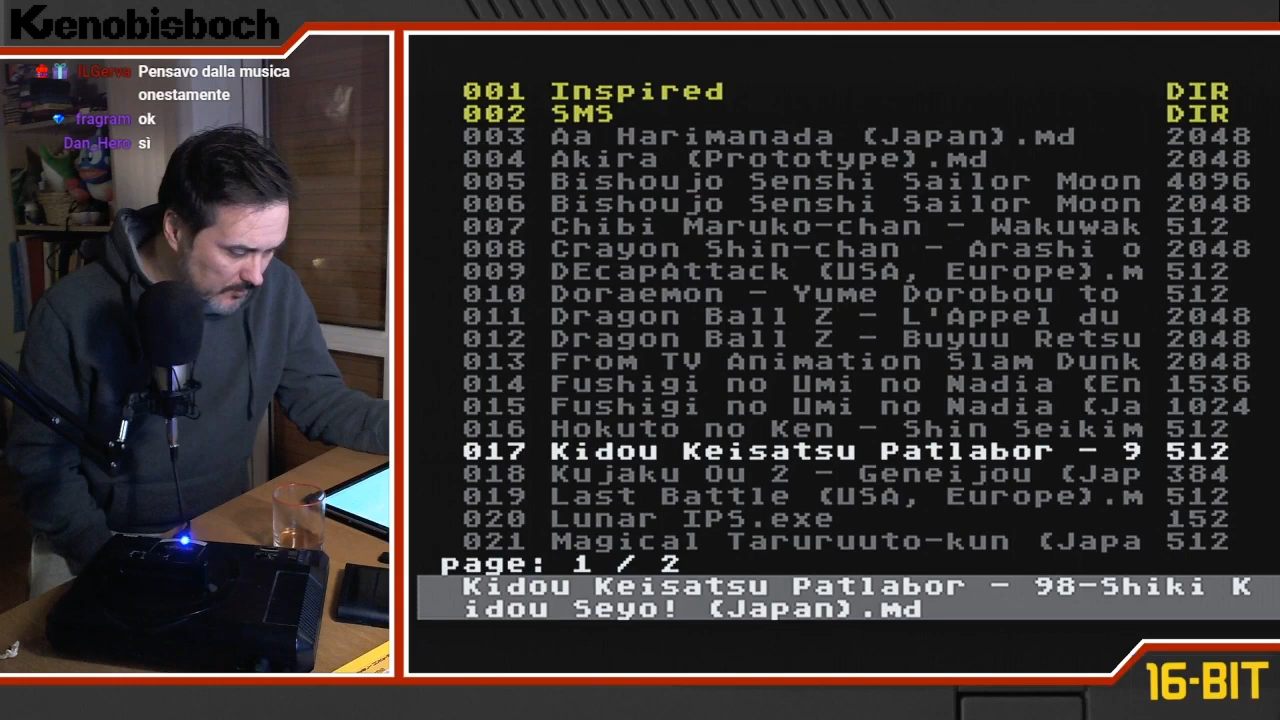 Kenobisboch
ILGerva Pensavo dalla musica
onestamente
fragram ok
Dan_Hero sì
001 Inspired DIR
002 SMS DIR
003 Aa Harimanada (Japan).md 2048
004 Akira (Prototype).md 2048
005 Bishoujo Senshi Sailor Moon 4096
006 Bishoujo Senshi Sailor Moon 2048
007 Chibi Maruko-chan - Wakuwak 512
008 Crayon Shin-chan - Arashi o 2048
009 DEcapAttack (USA, Europe).m 512
010 Doraemon - Yume Dorobou to 512
011 Dragon Ball Z - L'Appel du 2048
012 Dragon Ball Z - Buyuu Retsu 2048
013 From TV Animation Slam Dunk 2048
014 Fushigi no Umi no Nadia (En 1536
015 Fushigi no Umi no Nadia (Ja 1024
016 Hokuto no Ken - Shin Seikim 512
017 Kidou Keisatsu Patlabor - 9 512
018 Kujaku Ou 2 - Geneijou (Jap 384
019 Last Battle (USA, Europe).m 512
020 Lunar IPS.exe 152
021 Magical Taruruuto-kun (Japa 512
page: 1 / 2
Kidou Keisatsu Patlabor - 98-Shiki K
idou Seyo! (Japan).md
16-BIT